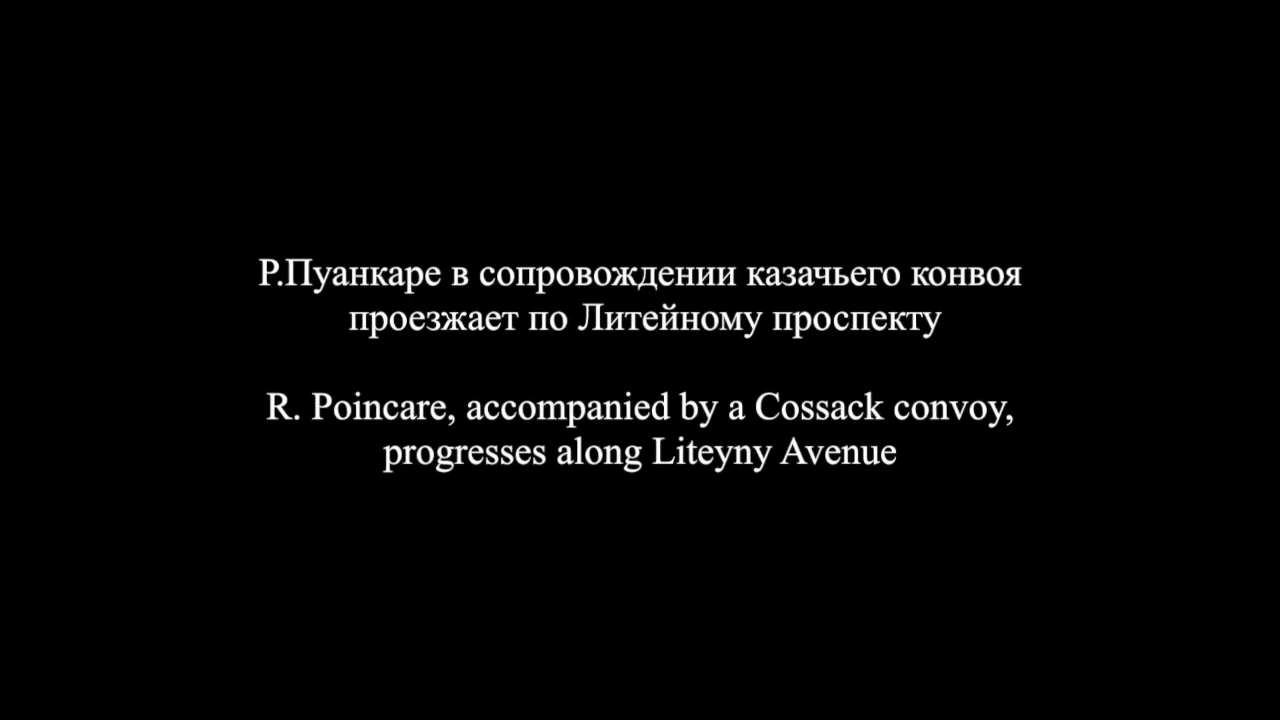 Р.Пуанкаре в сопровождении казачьего конвоя
проезжает по Литейному проспекту
R. Poincare, accompanied by a Cossack convoy,
progresses along Liteyny Avenue